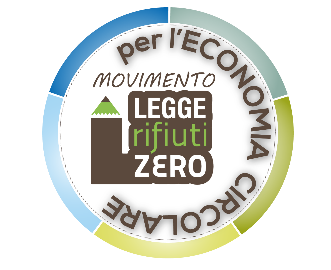 per l'ECONOMIA CIRCOLARE
MOVIMENTO
LEGGE
rifiuti
ZERO